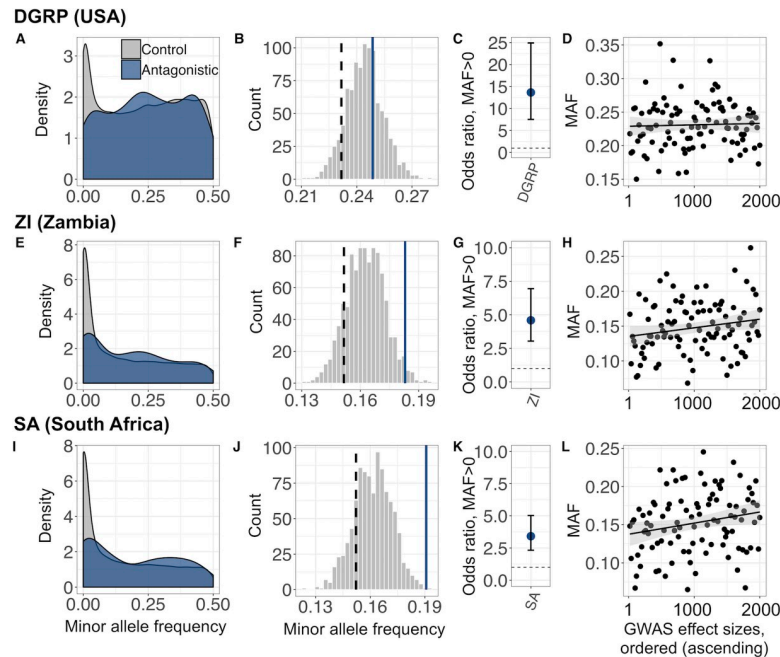 DGRP (USA)
A B C D
Control
Antagonistic
Density
3
2
1
0
0.00 0.25 0.50
Count
100
75
50
25
0
0.21 0.24 0.27
Odds ratio, MAF>0
25
20
15
10
5
0
DGRP
MAF
0.35
0.30
0.25
0.20
0.15
1 1000 2000
ZI (Zambia)
E F G H
Density
8
6
4
2
0
0.00 0.25 0.50
Count
80
60
40
20
0
0.13 0.16 0.19
Odds ratio, MAF>0
10.0
7.5
5.0
2.5
0.0
ZI
MAF
0.25
0.20
0.15
0.10
1 1000 2000
SA (South Africa)
I J K L
Density
8
6
4
2
0
0.00 0.25 0.50
Minor allele frequency
Count
100
75
50
25
0
0.13 0.16 0.19
Minor allele frequency
Odds ratio, MAF>0
10.0
7.5
5.0
2.5
0.0
SA
MAF
0.25
0.20
0.15
0.10
1 1000 2000
GWAS effect sizes,
ordered (ascending)